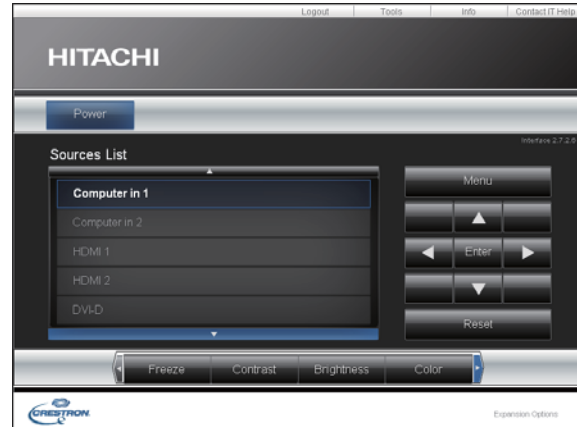 Logout Tools Info Contact IT Help
HITACHI
Power
Interface 2.7.2.6
Sources List
Computer in 1
Computer in 2
HDMI 1
HDMI 2
DVI-D
Menu
Enter
Reset
Freeze Contrast Brightness Color
CRESTRON
Expansion Options